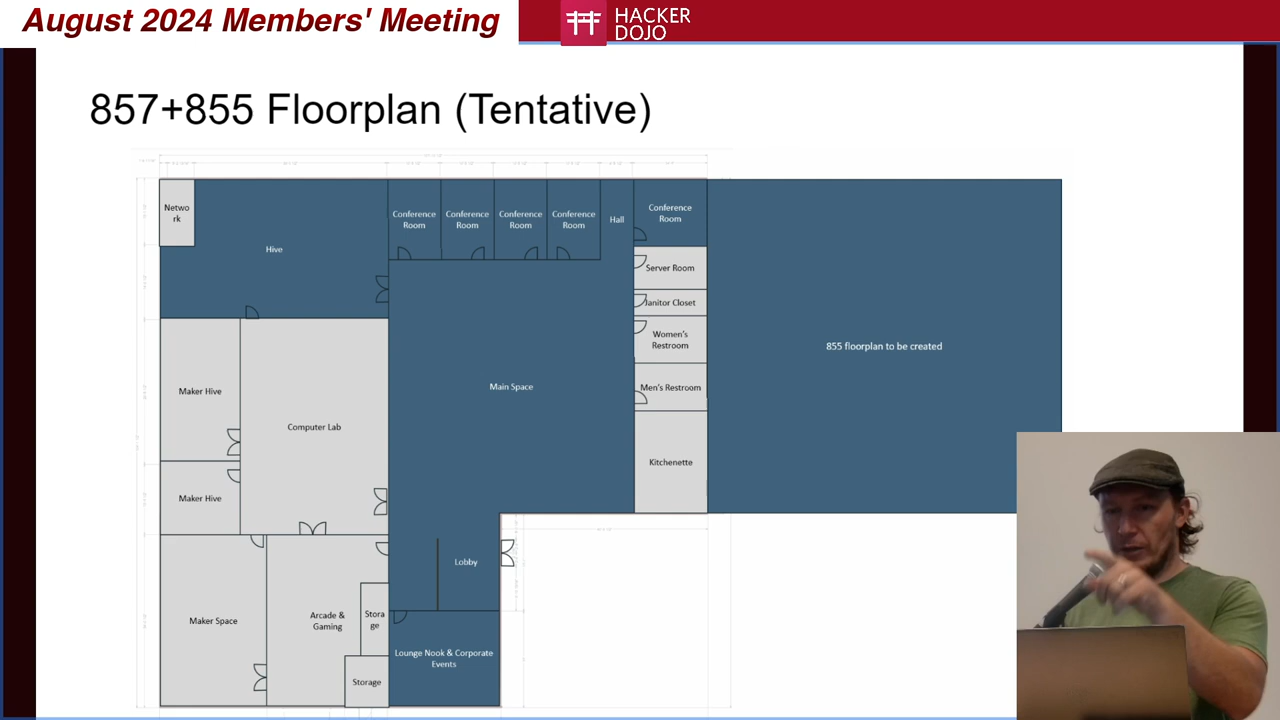 August 2024 Members' Meeting
HACKER
DOJO
857+855 Floorplan (Tentative)
Netwo
rk
Hive
Conference
Room
Conference
Room
Conference
Room
Conference
Room
Hall
Conference
Room
Server Room
Janitor Closet
Women's
Restroom
Men's Restroom
Kitchenette
855 floorplan to be created
Main Space
Maker Hive
Computer Lab
Maker Hive
Lobby
Maker Space
Arcade &
Gaming
Stora
ge
Storage
Lounge Nook & Corporate
Events